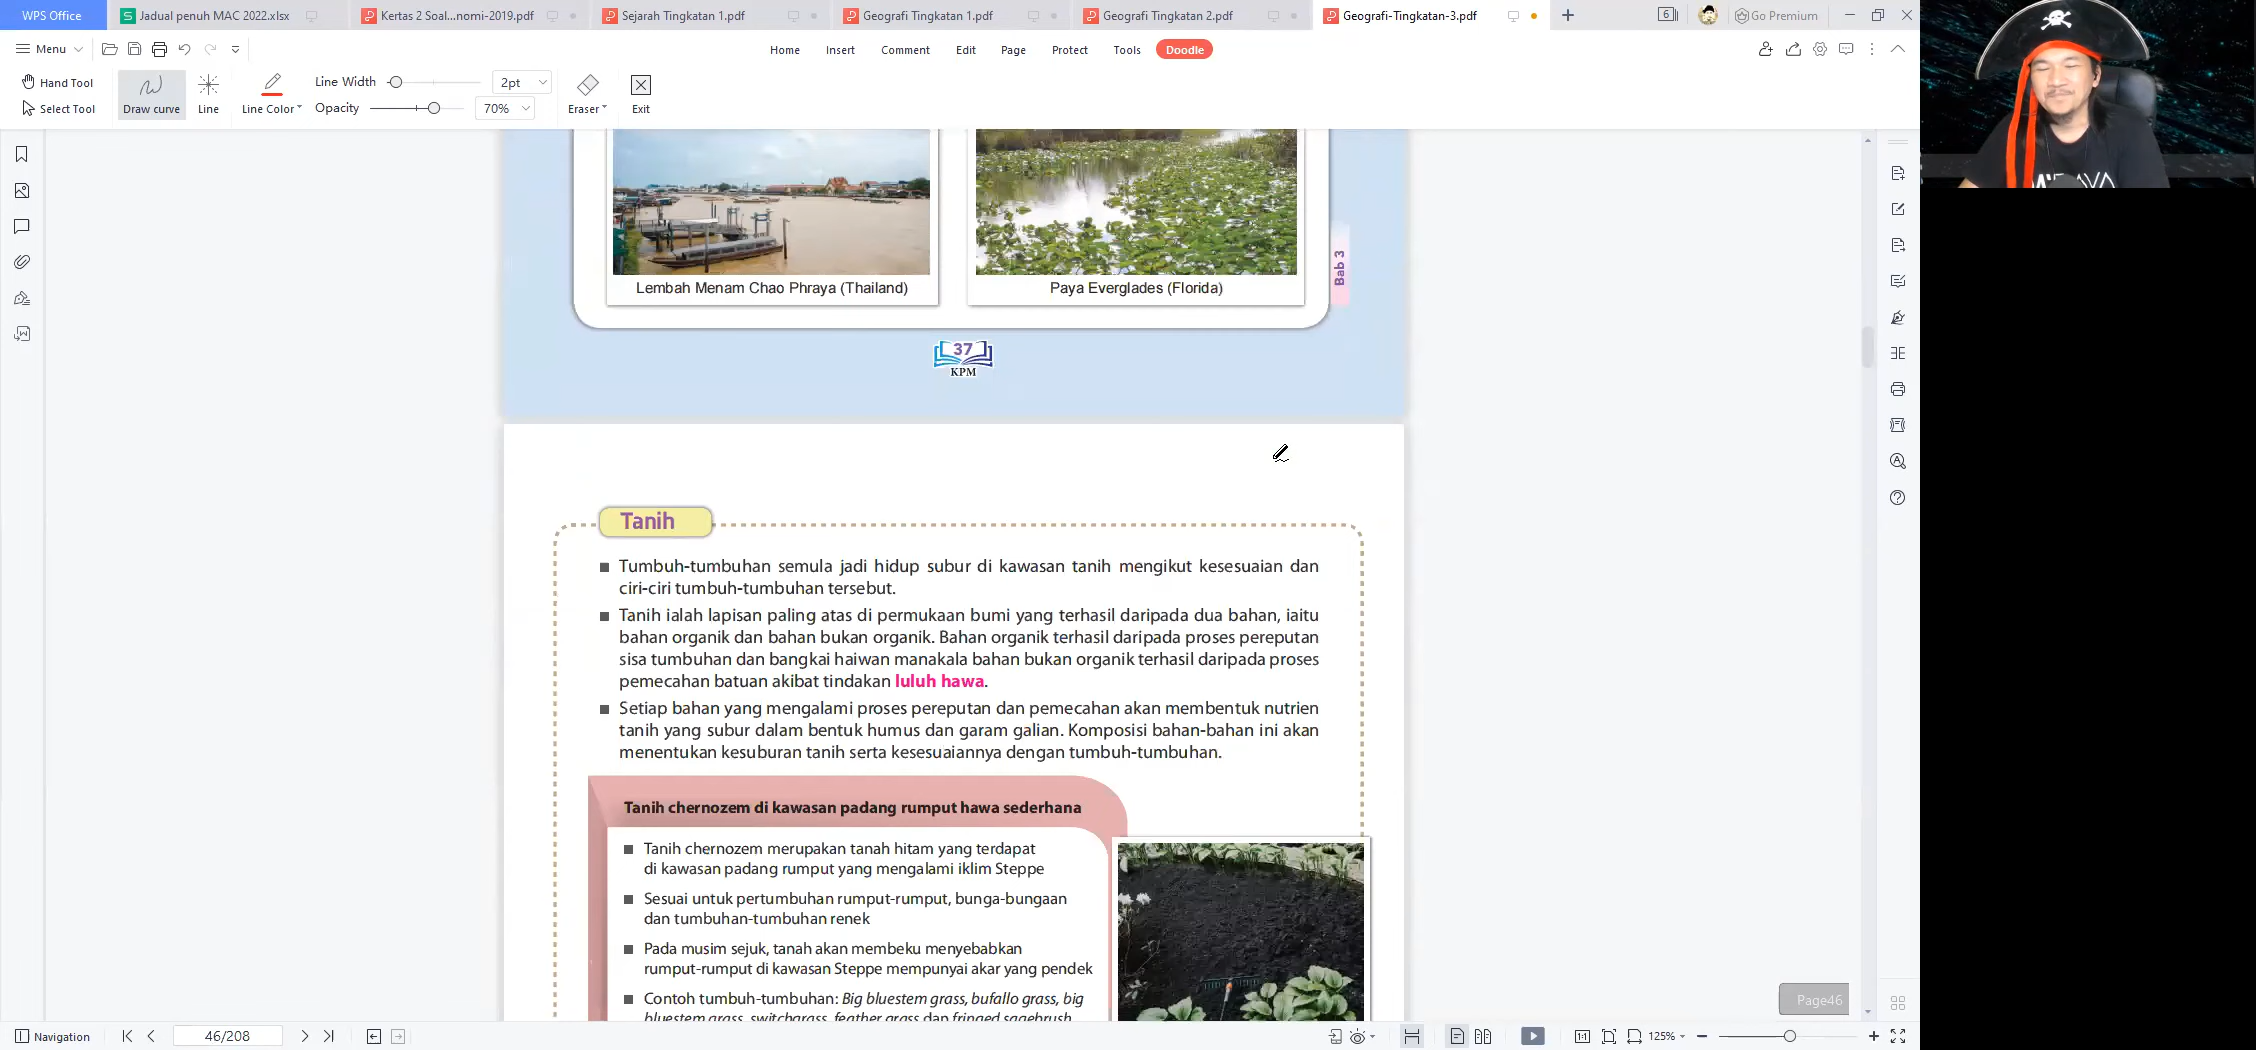 WPS Office
Jadual penuh MAC 2022.xlsx
Kertas 2 Soal...nomi-2019.pdf
Sejarah Tingkatan 1.pdf
Geografi Tingkatan 1.pdf
Geografi Tingkatan 2.pdf
Geografi-Tingkatan-3.pdf
6
Go Premium
Menu
Home
Insert
Comment
Edit
Page
Protect
Tools
Doodle
Hand Tool
Select Tool
Draw curve
Line
Line Color
Line Width
2pt
Opacity
70%
Eraser
Exit
Lembah Menam Chao Phraya (Thailand)
Paya Everglades (Florida)
Bab 3
37
KPM
Tanih
Tumbuh-tumbuhan semula jadi hidup subur di kawasan tanih mengikut kesesuaian dan
ciri-ciri tumbuh-tumbuhan tersebut.
Tanih ialah lapisan paling atas di permukaan bumi yang terhasil daripada dua bahan, iaitu
bahan organik dan bahan bukan organik. Bahan organik terhasil daripada proses pereputan
sisa tumbuhan dan bangkai haiwan manakala bahan bukan organik terhasil daripada proses
pemecahan batuan akibat tindakan luluh hawa.
Setiap bahan yang mengalami proses pereputan dan pemecahan akan membentuk nutrien
tanih yang subur dalam bentuk humus dan garam galian. Komposisi bahan-bahan ini akan
menentukan kesuburan tanih serta kesesuaiannya dengan tumbuh-tumbuhan.
Tanih chernozem di kawasan padang rumput hawa sederhana
Tanih chernozem merupakan tanah hitam yang terdapat
di kawasan padang rumput yang mengalami iklim Steppe
Sesuai untuk pertumbuhan rumput-rumput, bunga-bungaan
dan tumbuhan-tumbuhan renek
Pada musim sejuk, tanah akan membeku menyebabkan
rumput-rumput di kawasan Steppe mempunyai akar yang pendek
Contoh tumbuh-tumbuhan: Big bluestem grass, bufallo grass, big
bluestem grass, switchgrass, feather grass dan fringed sagebrush
Page46
Navigation
46/208
1:1
125%